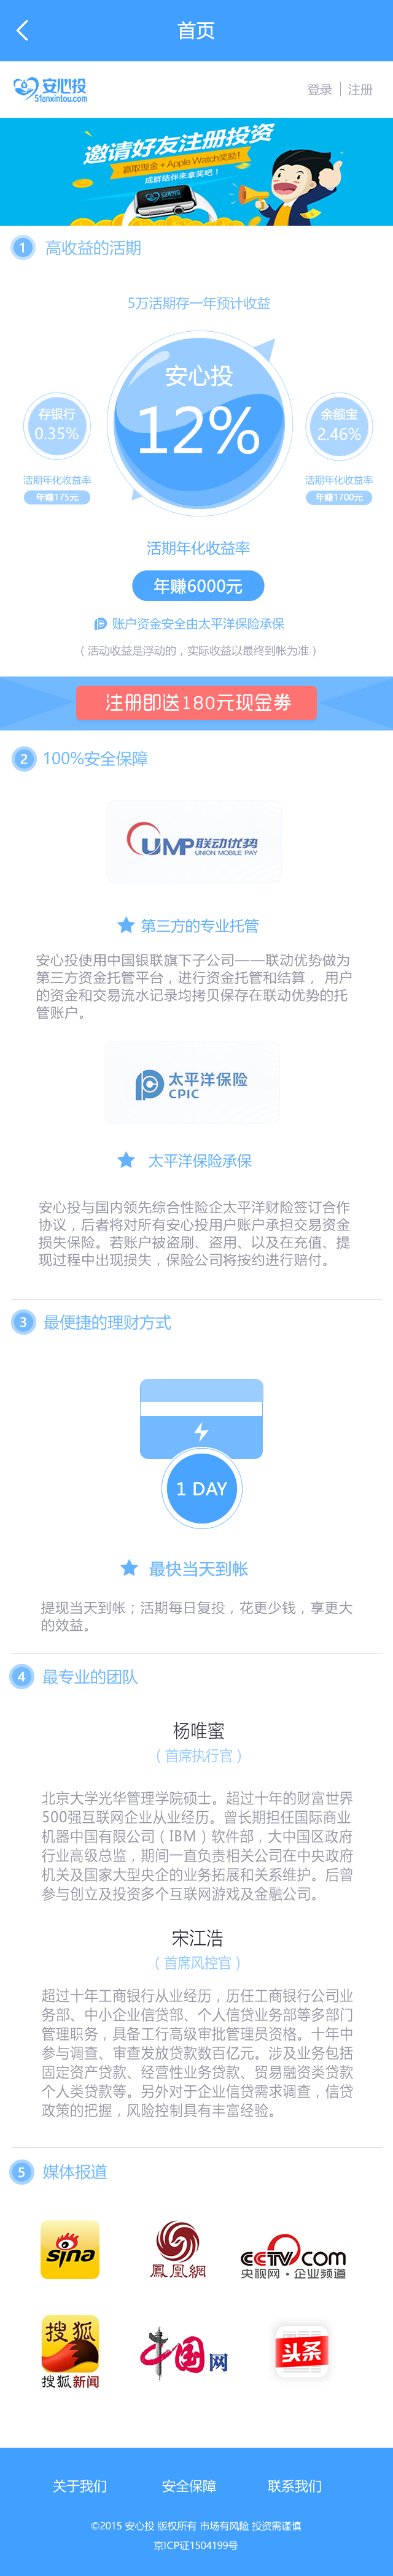 首页
安心投
51anxintou.com
登录 | 注册
邀请好友注册投资
赢取现金 + Apple Watch奖励!
成群结伴来拿奖吧!
1 高收益的活期
5万活期存一年预计收益
安心投
12%
存银行
0.35%
余额宝
2.46%
活期年化收益率
年赚175元
活期年化收益率
年赚1700元
活期年化收益率
年赚6000元
账户资金安全由太平洋保险承保
（活动收益是浮动的，实际收益以最终到帐为准）
注册即送180元现金券
2 100%安全保障
UMP 联动优势
UNION MOBILE PAY
第三方的专业托管
安心投使用中国银联旗下子公司——联动优势做为
第三方资金托管平台，进行资金托管和结算， 用户
的资金和交易流水记录均拷贝保存在联动优势的托
管账户。
太平洋保险
CPIC
太平洋保险承保
安心投与国内领先综合性险企太平洋财险签订合作
协议，后者将对所有安心投用户账户承担交易资金
损失保险。若账户被盗刷、盗用、以及在充值、提
现过程中出现损失，保险公司将按约进行赔付。
3 最便捷的理财方式
1 DAY
最快当天到帐
提现当天到帐；活期每日复投，花更少钱，享更大
的效益。
4 最专业的团队
杨唯蜜
（首席执行官）
北京大学光华管理学院硕士。超过十年的财富世界
500强互联网企业从业经历。曾长期担任国际商业
机器中国有限公司（IBM）软件部，大中国区政府
行业高级总监，期间一直负责相关公司在中央政府
机关及国家大型央企的业务拓展和关系维护。后曾
参与创立及投资多个互联网游戏及金融公司。
宋江浩
（首席风控官）
超过十年工商银行从业经历，历任工商银行公司业
务部、中小企业信贷部、个人信贷业务部等多部门
管理职务，具备工行高级审批管理员资格。十年中
参与调查、审查发放贷款数百亿元。涉及业务包括
固定资产贷款、经营性业务贷款、贸易融资类贷款
个人类贷款等。另外对于企业信贷需求调查，信贷
政策的把握，风险控制具有丰富经验。
5 媒体报道
sina
鳳凰網
CCTV.com
央视网·企业频道
搜狐
搜狐新闻
中国网
头条
关于我们 安全保障 联系我们
©2015 安心投 版权所有 市场有风险 投资需谨慎
京ICP证1504199号